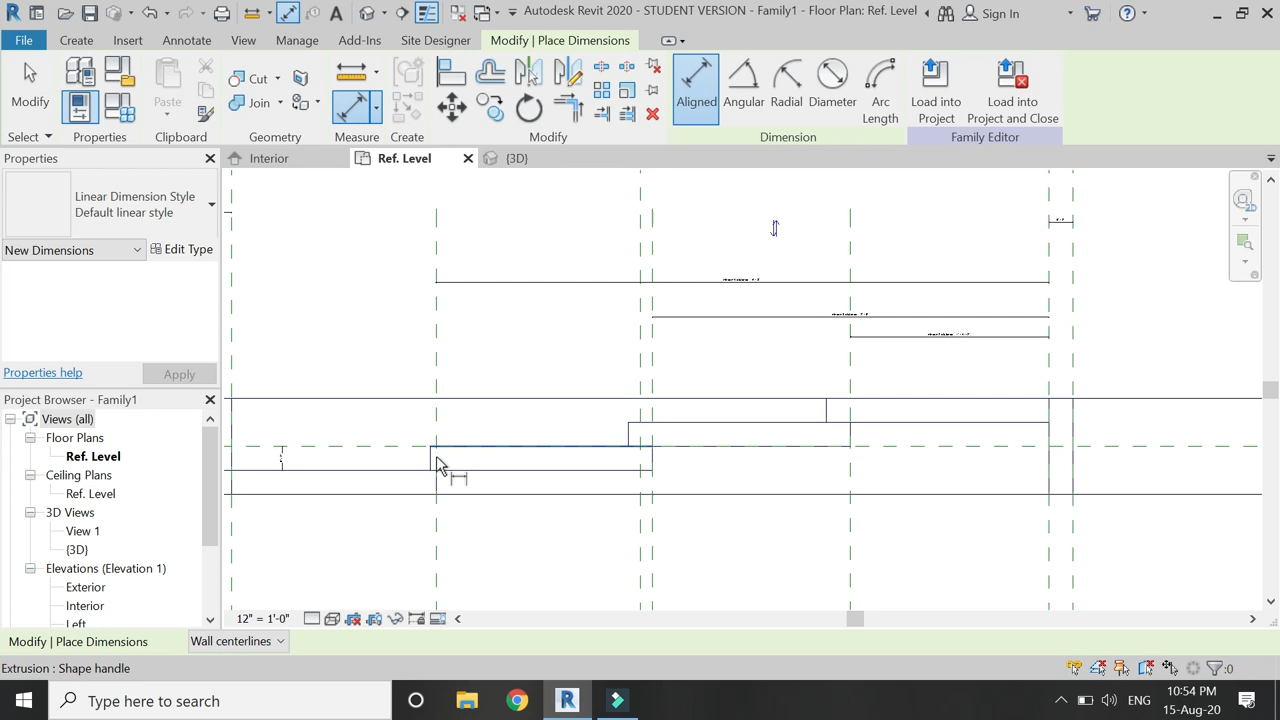 Autodesk Revit 2020 - STUDENT VERSION - Family1 - Floor Plan: Ref. Level
Sign In
File Create Insert Annotate View Manage Add-Ins Site Designer Modify | Place Dimensions
Modify
Paste
Cut
Join
Aligned Angular Radial Diameter Arc Length
Load into Project
Load into Project and Close
Select Properties Clipboard Geometry Measure Create Modify Dimension Family Editor
Properties
Interior Ref. Level {3D}
Linear Dimension Style
Default linear style
New Dimensions Edit Type
Properties help Apply
Project Browser - Family1
Views (all)
Floor Plans
Ref. Level
Ceiling Plans
Ref. Level
3D Views
View 1
{3D}
Elevations (Elevation 1)
Exterior
Interior
Left
2D
12" = 1'-0"
Modify | Place Dimensions Wall centerlines
Extrusion : Shape handle
:0
Type here to search
ENG
10:54 PM
15-Aug-20